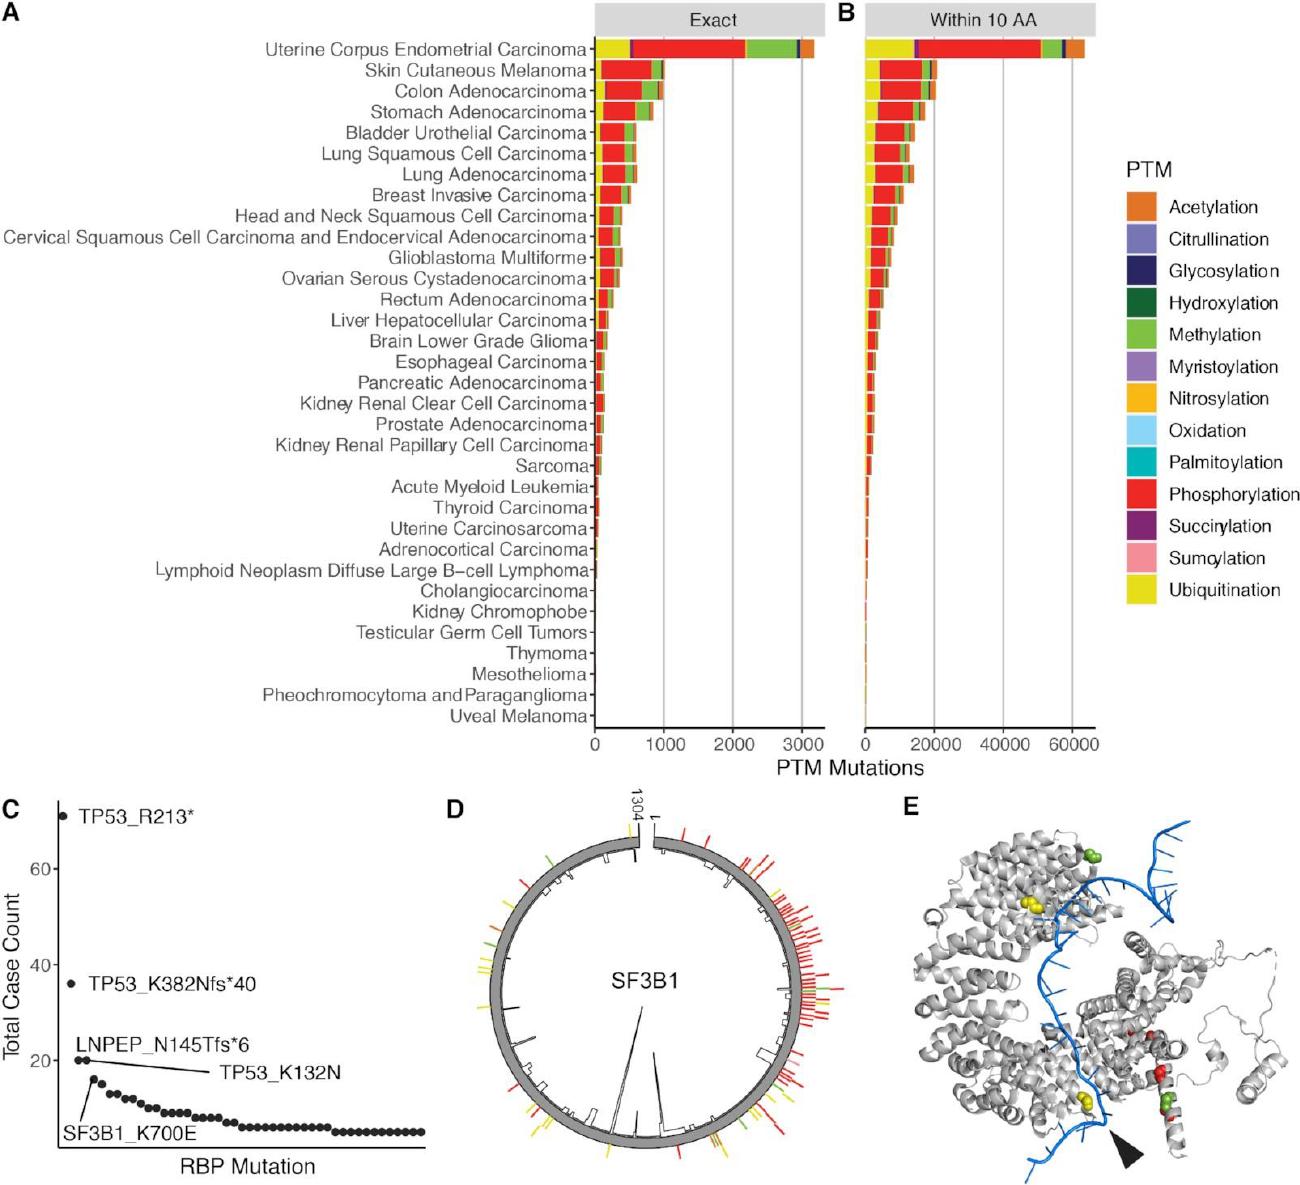 A
Exact
B
Within 10 AA
Uterine Corpus Endometrial Carcinoma
Skin Cutaneous Melanoma
Colon Adenocarcinoma
Stomach Adenocarcinoma
Bladder Urothelial Carcinoma
Lung Squamous Cell Carcinoma
Lung Adenocarcinoma
Breast Invasive Carcinoma
Head and Neck Squamous Cell Carcinoma
Cervical Squamous Cell Carcinoma and Endocervical Adenocarcinoma
Glioblastoma Multiforme
Ovarian Serous Cystadenocarcinoma
Rectum Adenocarcinoma
Liver Hepatocellular Carcinoma
Brain Lower Grade Glioma
Esophageal Carcinoma
Pancreatic Adenocarcinoma
Kidney Renal Clear Cell Carcinoma
Prostate Adenocarcinoma
Kidney Renal Papillary Cell Carcinoma
Sarcoma
Acute Myeloid Leukemia
Thyroid Carcinoma
Uterine Carcinosarcoma
Adrenocortical Carcinoma
Lymphoid Neoplasm Diffuse Large B−cell Lymphoma
Cholangiocarcinoma
Kidney Chromophobe
Testicular Germ Cell Tumors
Thymoma
Mesothelioma
Pheochromocytoma and Paraganglioma
Uveal Melanoma
0 1000 2000 3000
0 20000 40000 60000
PTM Mutations
PTM
Acetylation
Citrullination
Glycosylation
Hydroxylation
Methylation
Myristoylation
Nitrosylation
Oxidation
Palmitoylation
Phosphorylation
Succinylation
Sumoylation
Ubiquitination
C
Total Case Count
60
40
20
TP53_R213*
TP53_K382Nfs*40
LNPEP_N145Tfs*6
TP53_K132N
SF3B1_K700E
RBP Mutation
D
1304
1
SF3B1
E